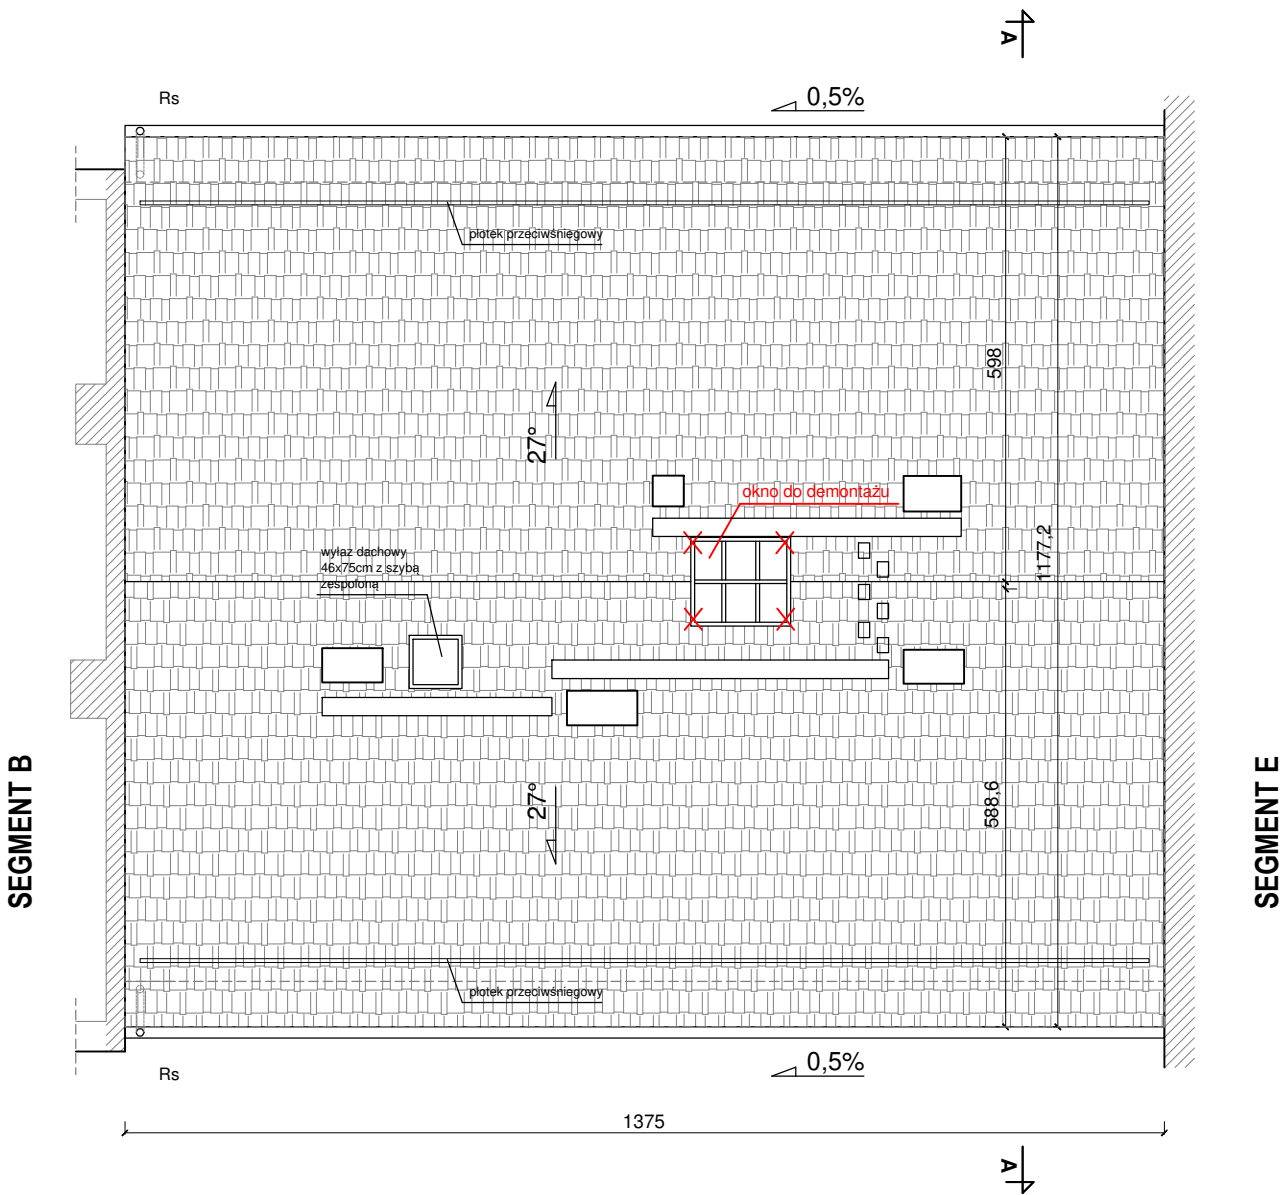 A
Rs
0,5%
płotek przeciwśniegowy
598
27°
okno do demontażu
1177,2
wyłaz dachowy
46x75cm z szybą
zespoloną
SEGMENT B
SEGMENT E
27°
588,6
płotek przeciwśniegowy
0,5%
Rs
1375
A